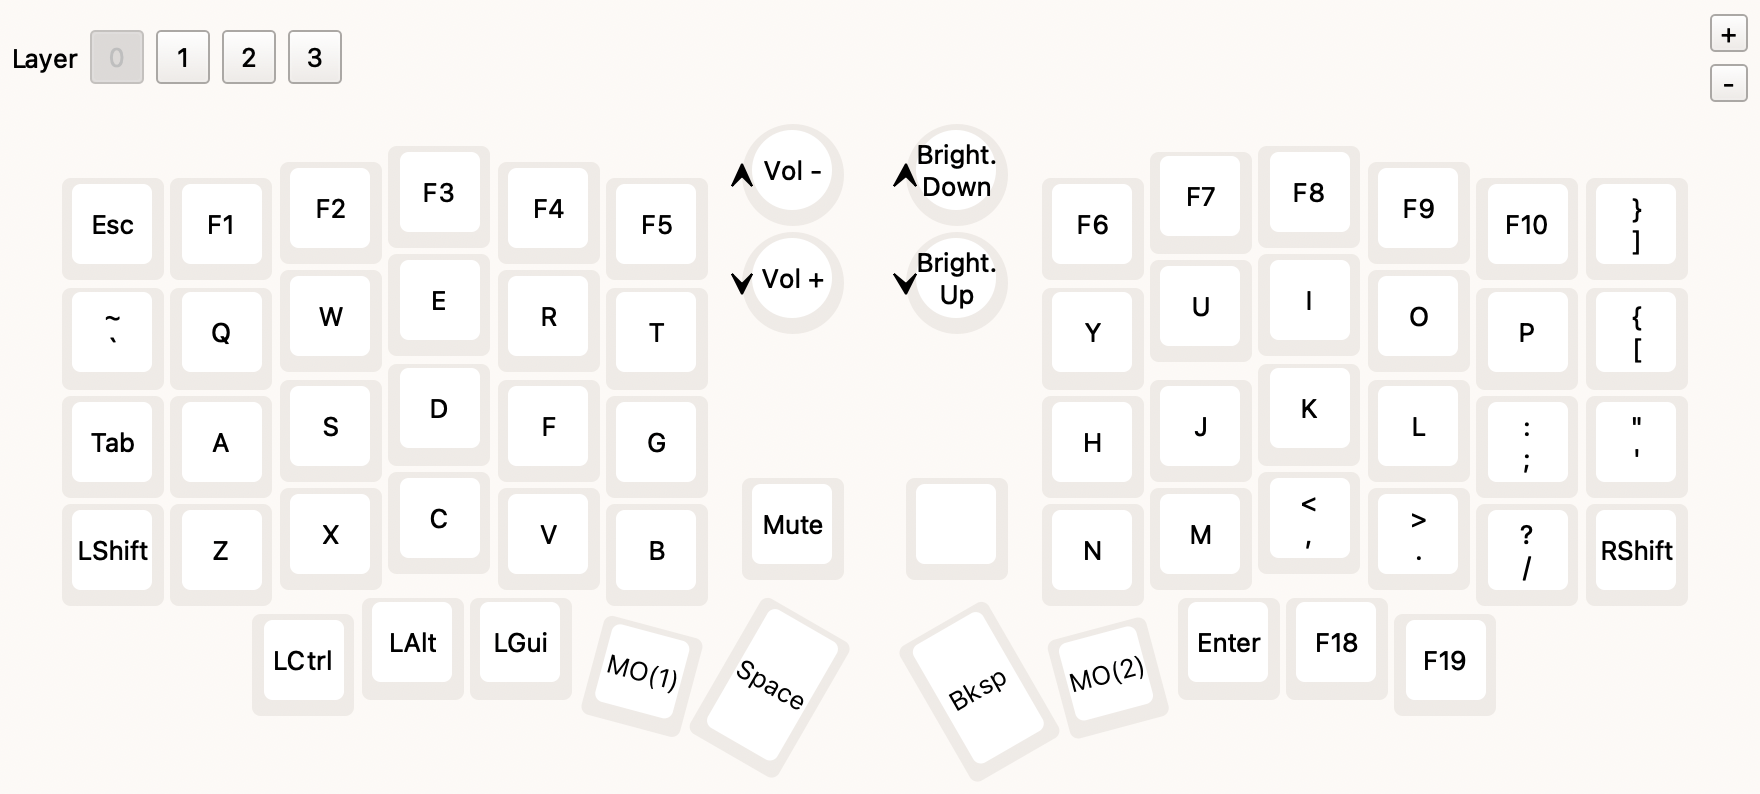 Layer 0 1 2 3
+
-
Esc F1 F2 F3 F4 F5
~
` Q W E R T
Tab A S D F G
LShift Z X C V B
LCtrl LAlt LGui MO(1) Space
Vol -
Vol +
Mute
Bright.
Down
Bright.
Up
F6 F7 F8 F9 F10 }
]
Y U I O P {
[
H J K L :
;
"
'
N M <
,
>
.
?
/
RShift
Bksp MO(2) Enter F18 F19